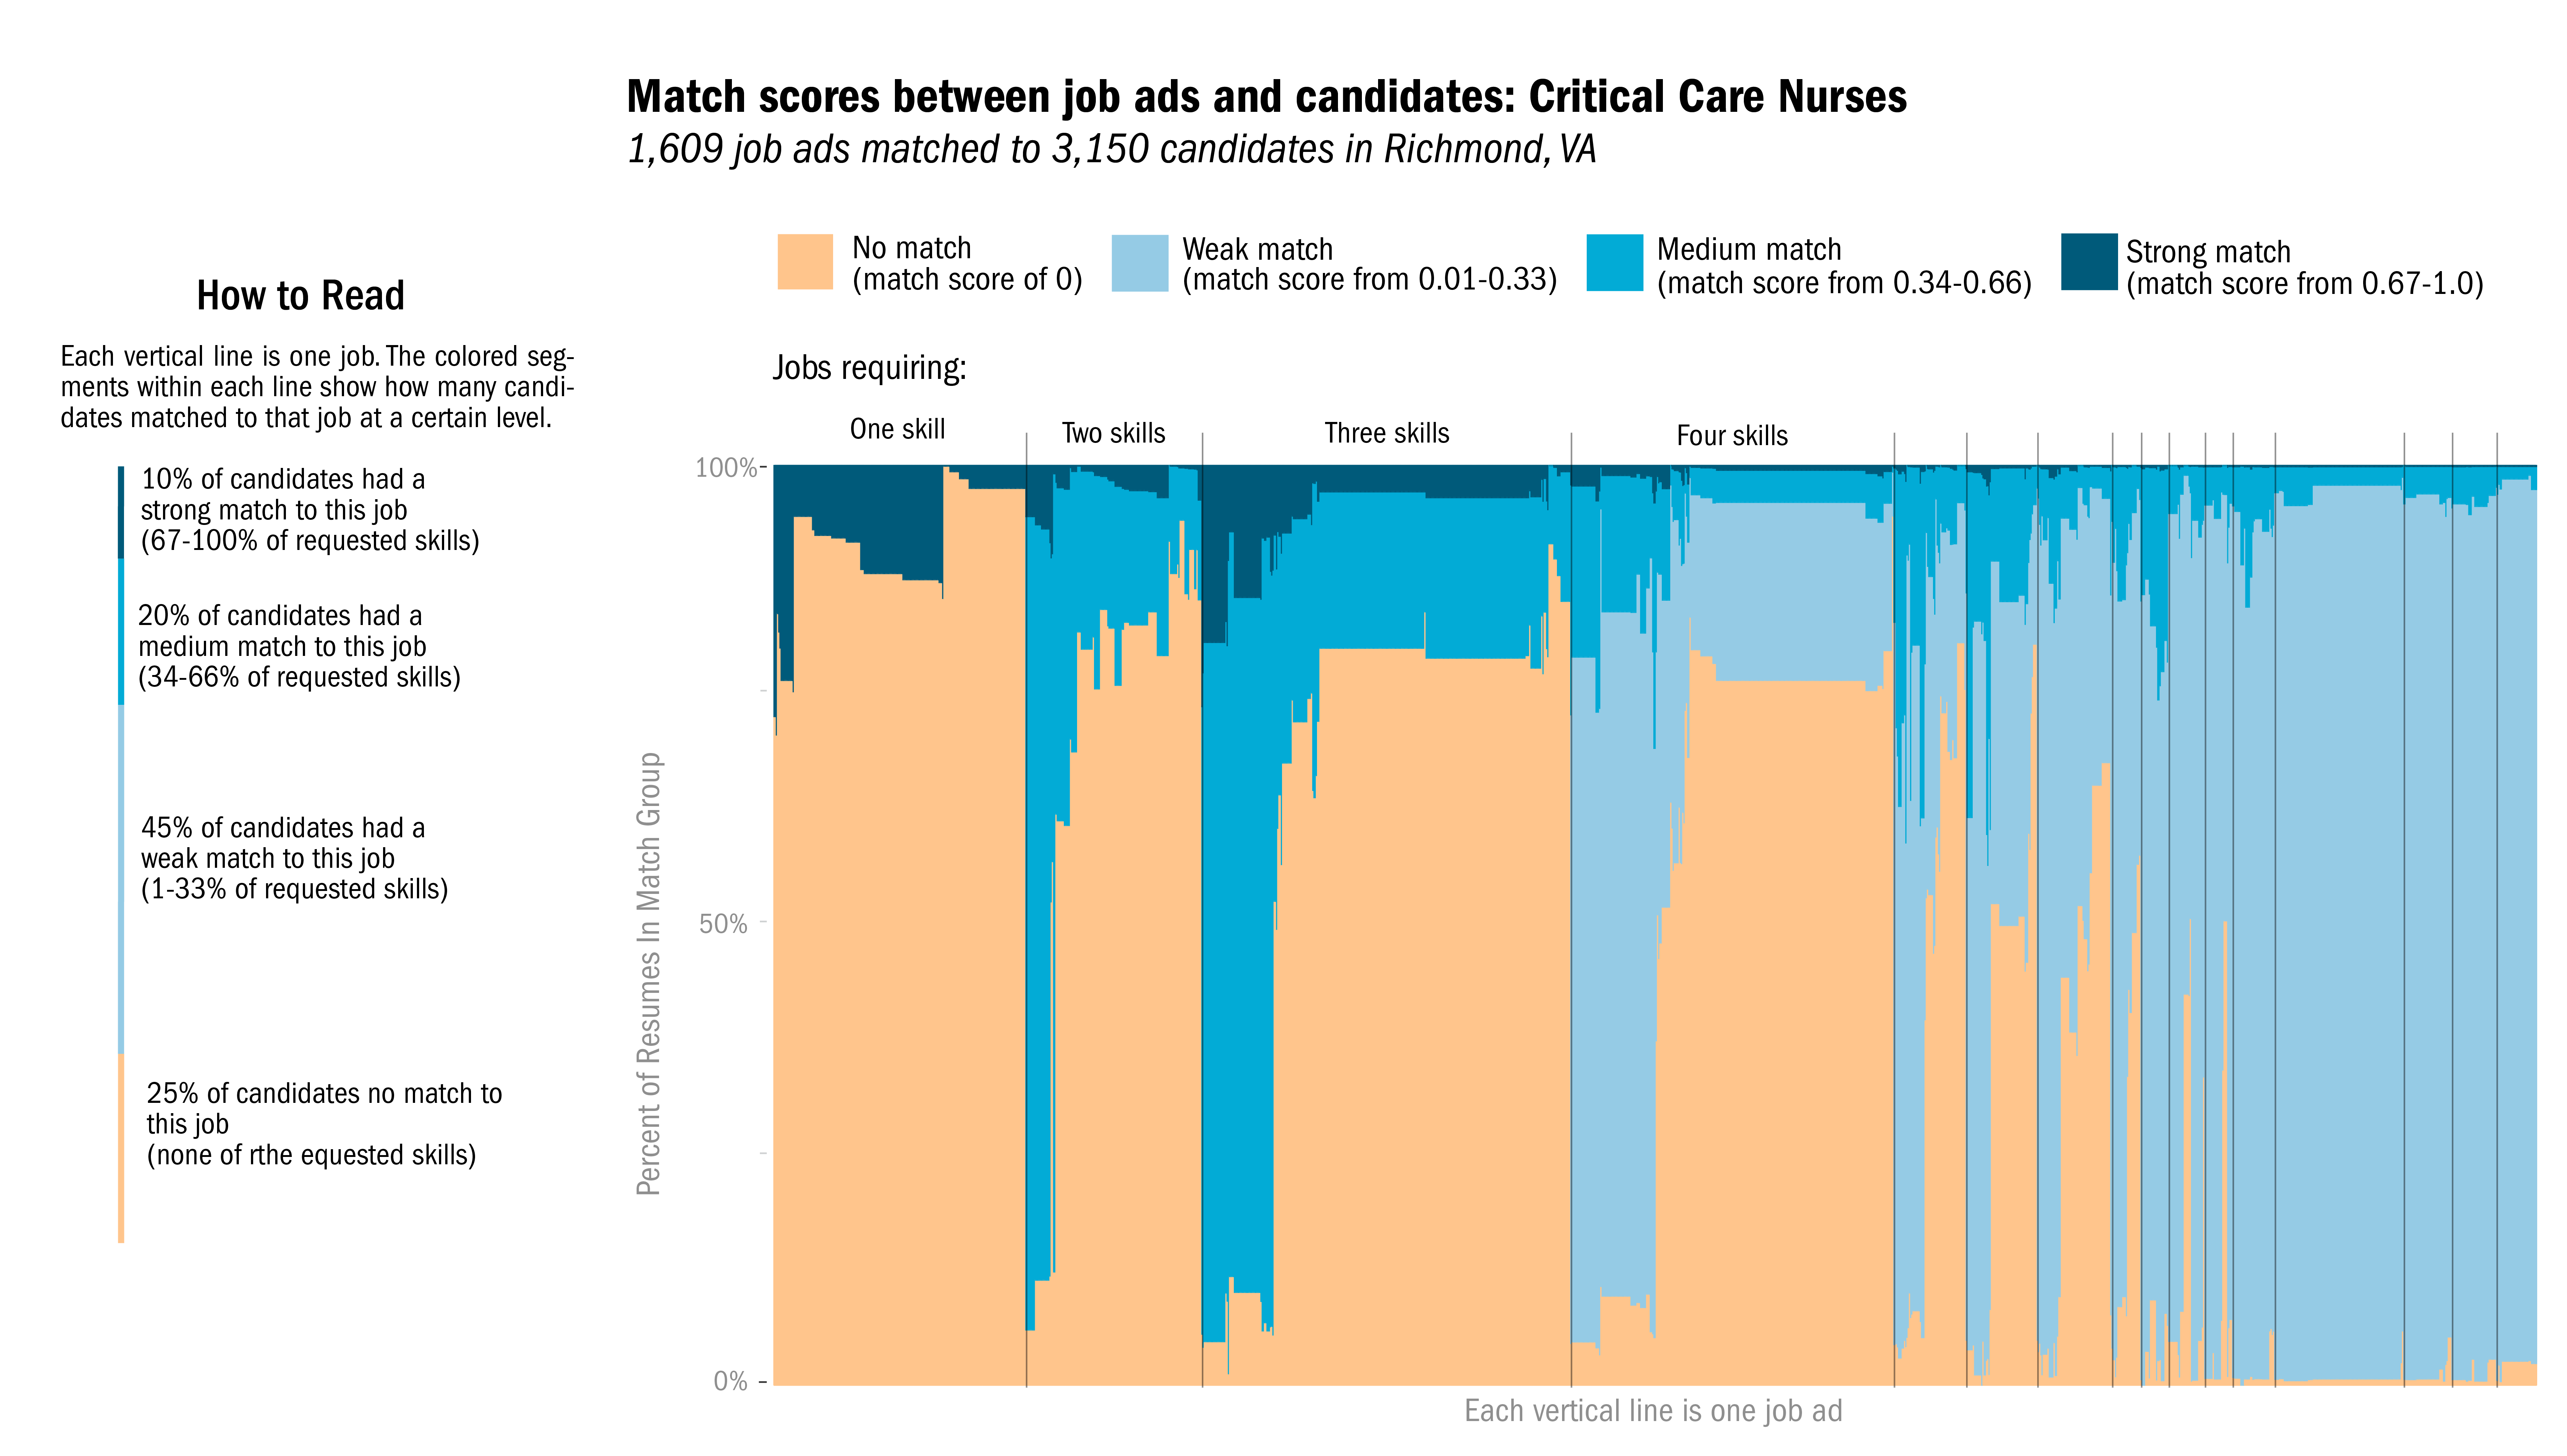 Match scores between job ads and candidates: Critical Care Nurses
1,609 job ads matched to 3,150 candidates in Richmond, VA
No match
(match score of 0)
Weak match
(match score from 0.01-0.33)
Medium match
(match score from 0.34-0.66)
Strong match
(match score from 0.67-1.0)
How to Read
Each vertical line is one job. The colored seg-
ments within each line show how many candi-
dates matched to that job at a certain level.
10% of candidates had a
strong match to this job
(67-100% of requested skills)
20% of candidates had a
medium match to this job
(34-66% of requested skills)
45% of candidates had a
weak match to this job
(1-33% of requested skills)
25% of candidates no match to
this job
(none of rthe equested skills)
Jobs requiring:
One skill
Two skills
Three skills
Four skills
100%
50%
0%
Percent of Resumes In Match Group
Each vertical line is one job ad